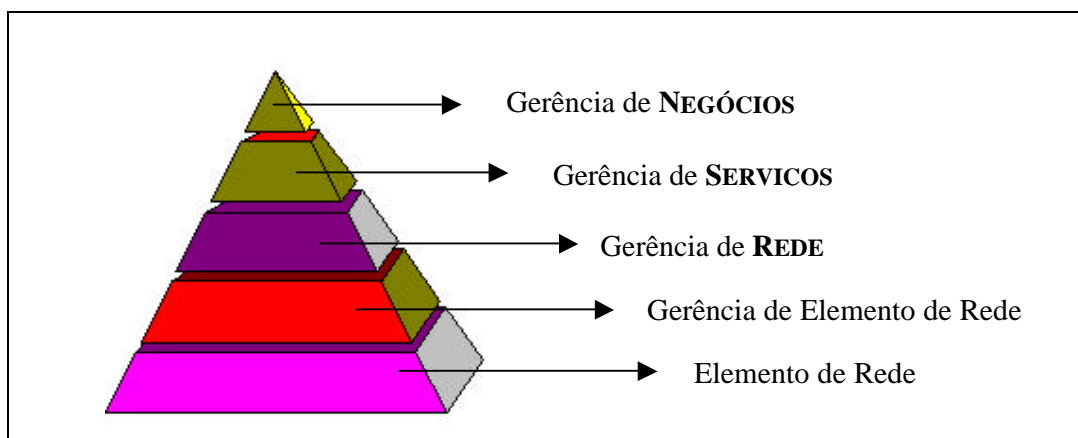 Gerência de NEGÓCIOS
Gerência de SERVICOS
Gerência de REDE
Gerência de Elemento de Rede
Elemento de Rede